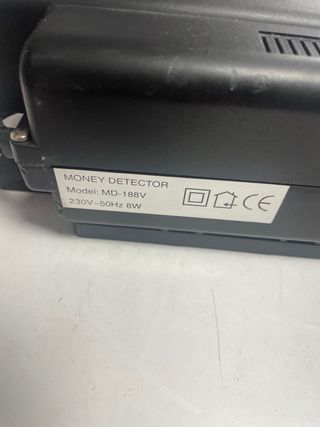 MONEY DETECTOR
Model: MD-188V
230V~50Hz 8W
CE